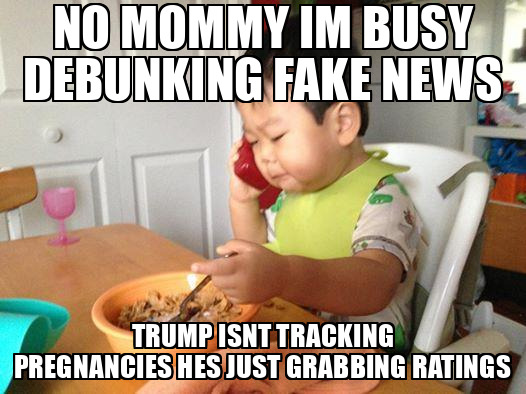 NO MOMMY IM BUSY
DEBUNKING FAKE NEWS
TRUMP ISNT TRACKING
PREGNANCIES HES JUST GRABBING RATINGS